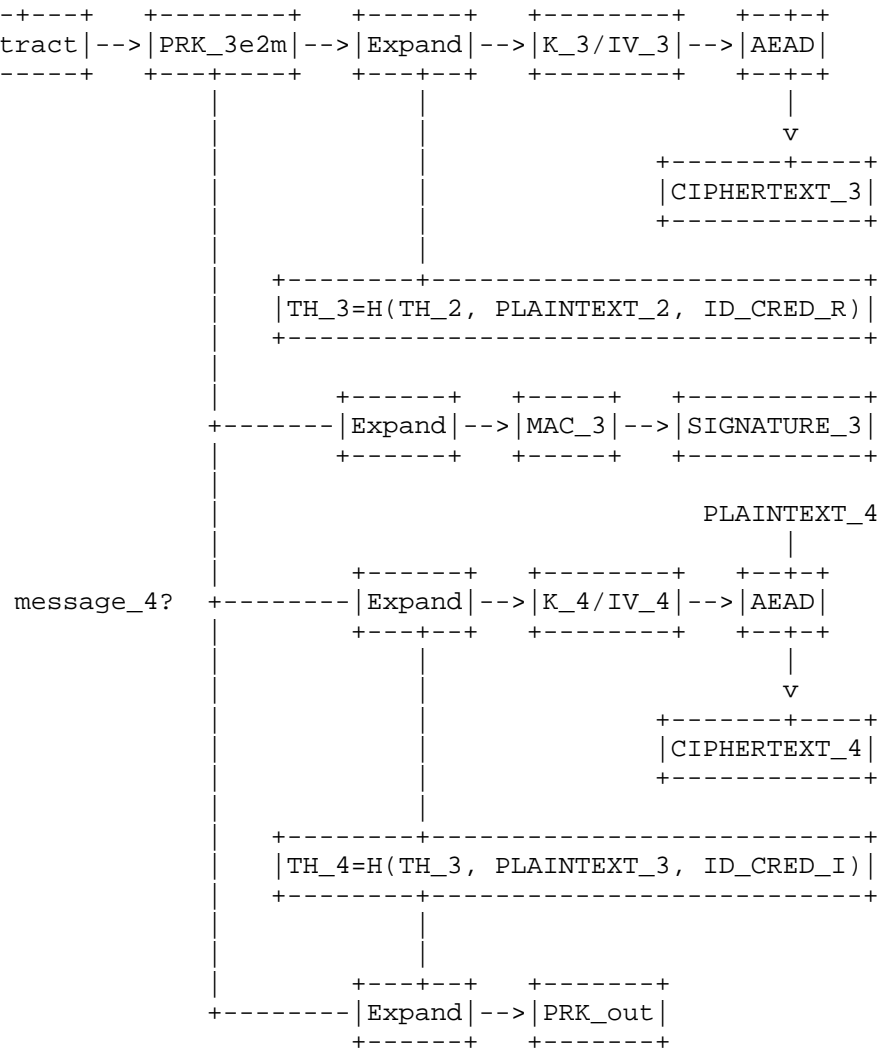 -+---+    +---+----+    +------+    +--------+    +--+-+
tract|-->|PRK_3e2m|-->|Expand|-->|K_3/IV_3|-->|AEAD|
CIPHERTEXT_3
TH_3=H(TH_2, PLAINTEXT_2, ID_CRED_R)
Expand|-->|MAC_3|-->|SIGNATURE_3
PLAINTEXT_4
message_4? +--------|Expand|-->|K_4/IV_4|-->|AEAD|
CIPHERTEXT_4
TH_4=H(TH_3, PLAINTEXT_3, ID_CRED_I)
Expand|-->|PRK_out|